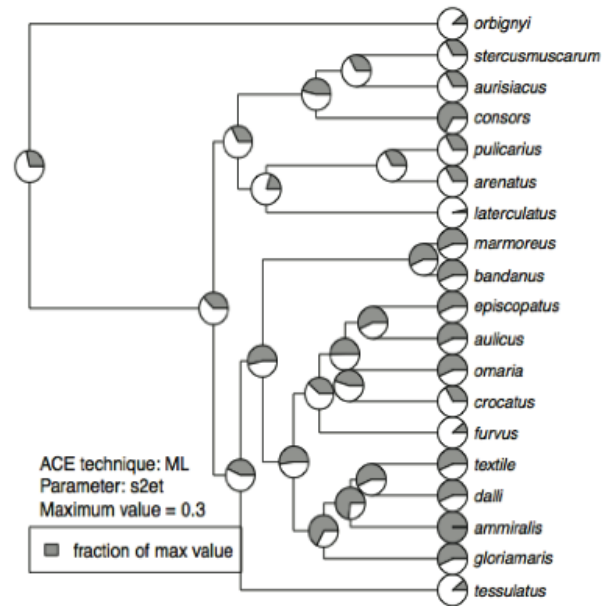 orbignyi
stercusmuscarum
aurisiacus
consors
pulicarius
arenatus
laterculatus
marmoreus
bandanus
episcopatus
aulicus
omaria
crocatus
furvus
textile
dalli
ammiralis
gloriamaris
tessulatus
ACE technique: ML
Parameter: s2et
Maximum value = 0.3
fraction of max value